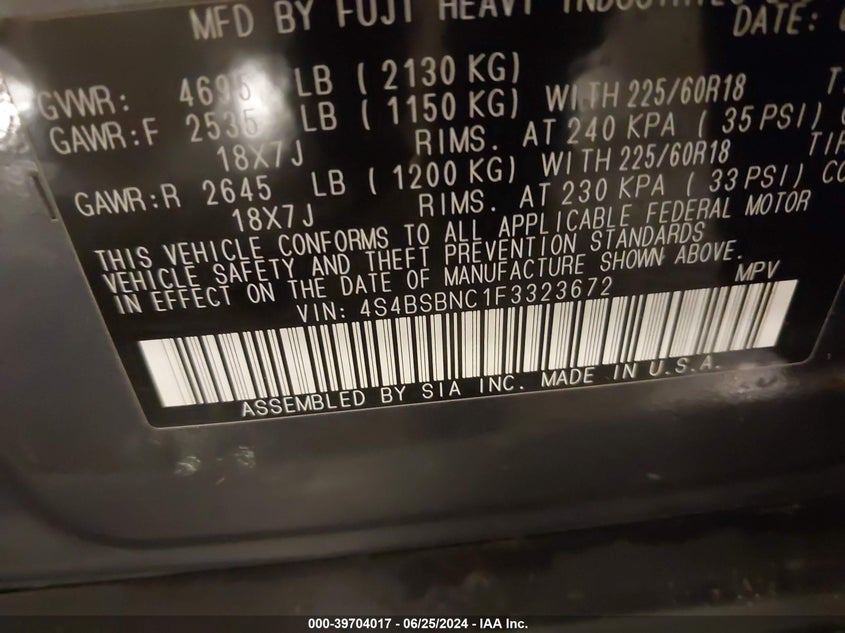 MFD BY FUJI HEAVY
DATE:
GVWR: 4695 LB ( 2130 KG)
GAWR:F 2535 LB ( 1150 KG) WITH 225/60R18
18X7J RIMS. AT 240 KPA ( 35 PSI)
GAWR:R 2645 LB ( 1200 KG) WITH 225/60R18
18X7J RIMS. AT 230 KPA ( 33 PSI)
THIS VEHICLE CONFORMS TO ALL APPLICABLE FEDERAL MOTOR
VEHICLE SAFETY AND THEFT PREVENTION STANDARDS
IN EFFECT ON THE DATE OF MANUFACTURE SHOWN ABOVE.
VIN: 4S4BSBNC1F3323672 MPV
ASSEMBLED BY SIA INC. MADE IN U.S.A.
000-39704017 - 06/25/2024 - IAA Inc.